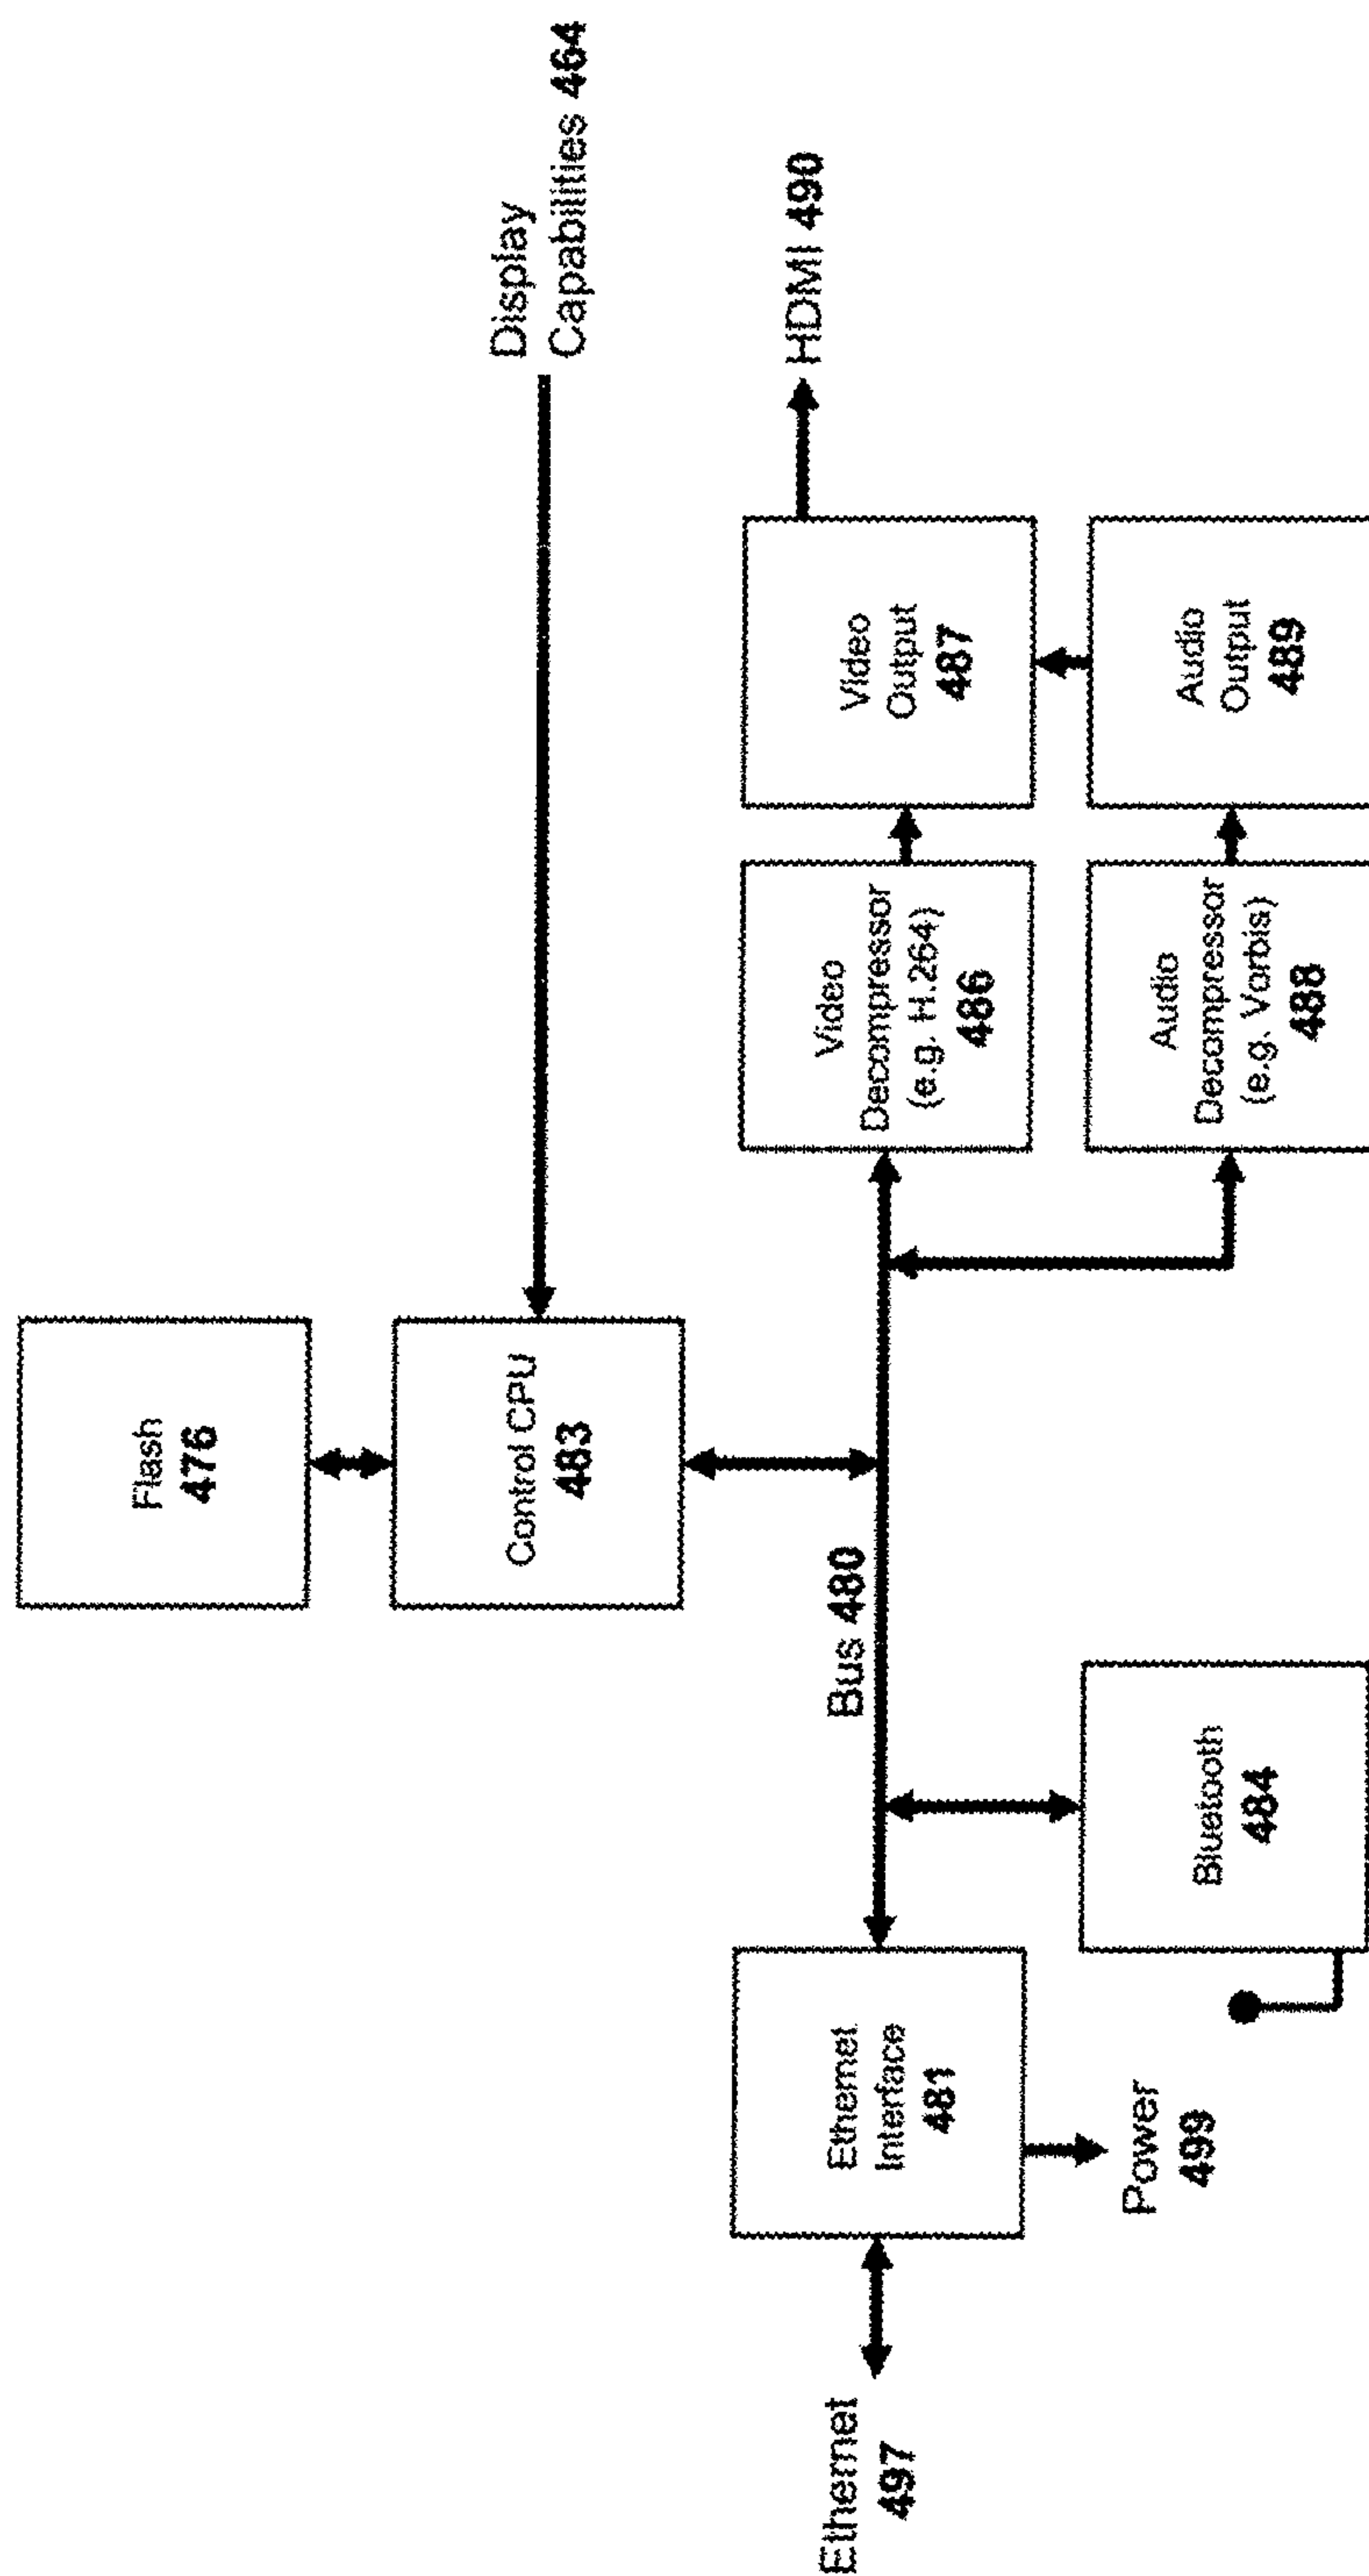 Flash
476
Control CPU
483
Display
Capabilities 464
Ethernet
497
Ethernet
Interface
481
Power
499
Bus 480
Bluetooth
484
Video
Decompressor
(e.g. H.264)
486
Video
Output
487
HDMI 490
Audio
Decompressor
(e.g. Vorbis)
488
Audio
Output
489